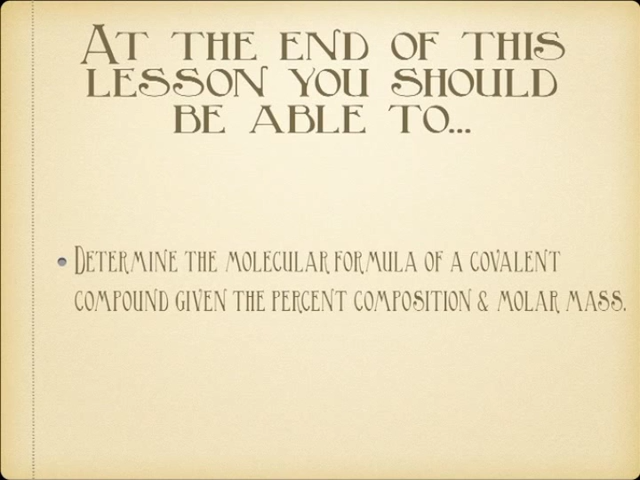 At the end of this
lesson you should
be able to...
• Determine the molecular formula of a covalent
compound given the percent composition & molar mass.